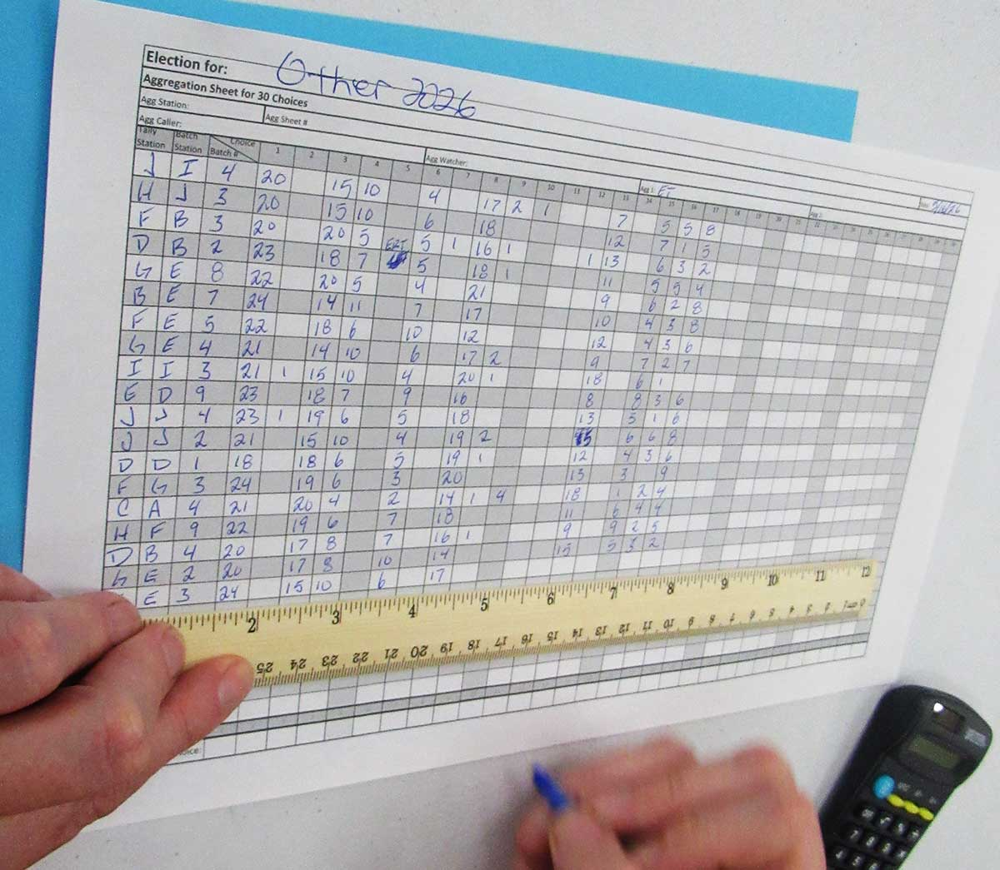 Election for: Other 2026
Aggregation Sheet for 30 Choices
Agg Station: Agg Sheet #
Agg Caller: Agg Watcher: Agg 1: ET Agg 2:
Tally Station Batch Station Choice Batch # 1 2 3 4 5 6 7 8 9 10 11 12 13 14 15 16 17 18 19 20 21 22 23 24 25
J I 4 20 15 10 4 17 2 1 7 5 5 8
H J 3 20 15 10 6 18 12 7 1 5
F B 3 20 20 5 5 1 16 1 1 13 6 3 2
D B 2 23 18 7 5 18 1 11 5 5 4
G E 8 22 20 5 4 21 9 6 2 8
B E 7 24 14 11 7 17 10 4 3 8
F E 5 22 18 6 10 12 12 4 3 6
G E 4 21 14 10 6 17 2 9 7 2 7
I I 3 21 1 15 10 4 20 1 18 6 1
E D 9 23 18 7 9 16 8 8 3 6
J J 4 23 1 19 6 5 18 13 5 1 6
J J 2 21 15 10 4 19 2 15 6 6 8
D D 1 18 18 6 5 19 1 12 4 3 6
F G 3 24 19 6 3 20 13 3 9
C A 4 21 20 4 2 14 1 4 18 1 2 4
H F 9 22 19 6 7 18 11 6 4 4
D B 4 20 17 8 7 16 1 9 9 2 5
G E 2 20 17 8 10 14 15 5 3 2
E 3 24 15 10 6 17
2 3 4 5 6 7 8 9 10 11 12
25 24 23 22 21 20 19 18 17 16 15 14 13 12 11 10 9 8 7 6 5 4 3 2 1 0